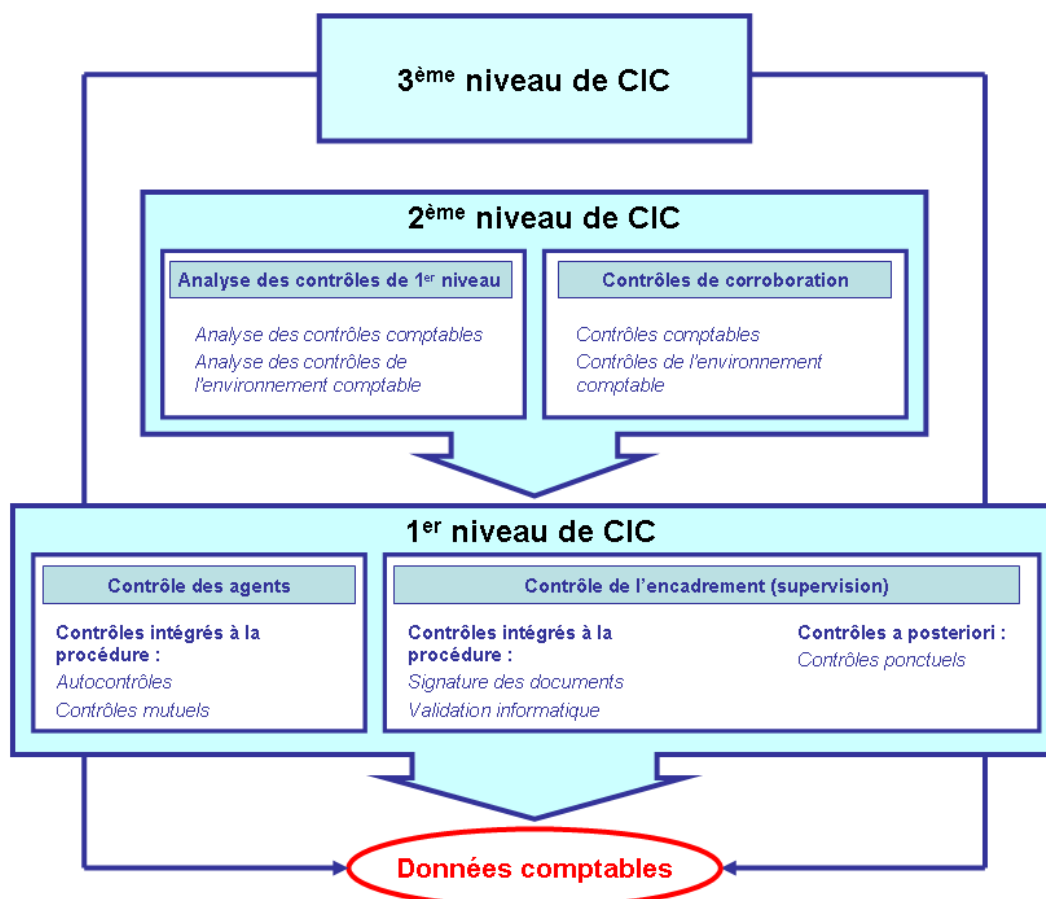 3ème niveau de CIC
2ème niveau de CIC
Analyse des contrôles de 1er niveau
Analyse des contrôles comptables
Analyse des contrôles de
l'environnement comptable
Contrôles de corroboration
Contrôles comptables
Contrôles de l'environnement
comptable
1er niveau de CIC
Contrôle des agents
Contrôles intégrés à la
procédure :
Autocontrôles
Contrôles mutuels
Contrôle de l’encadrement (supervision)
Contrôles intégrés à la
procédure :
Signature des documents
Validation informatique
Contrôles a posteriori :
Contrôles ponctuels
Données comptables